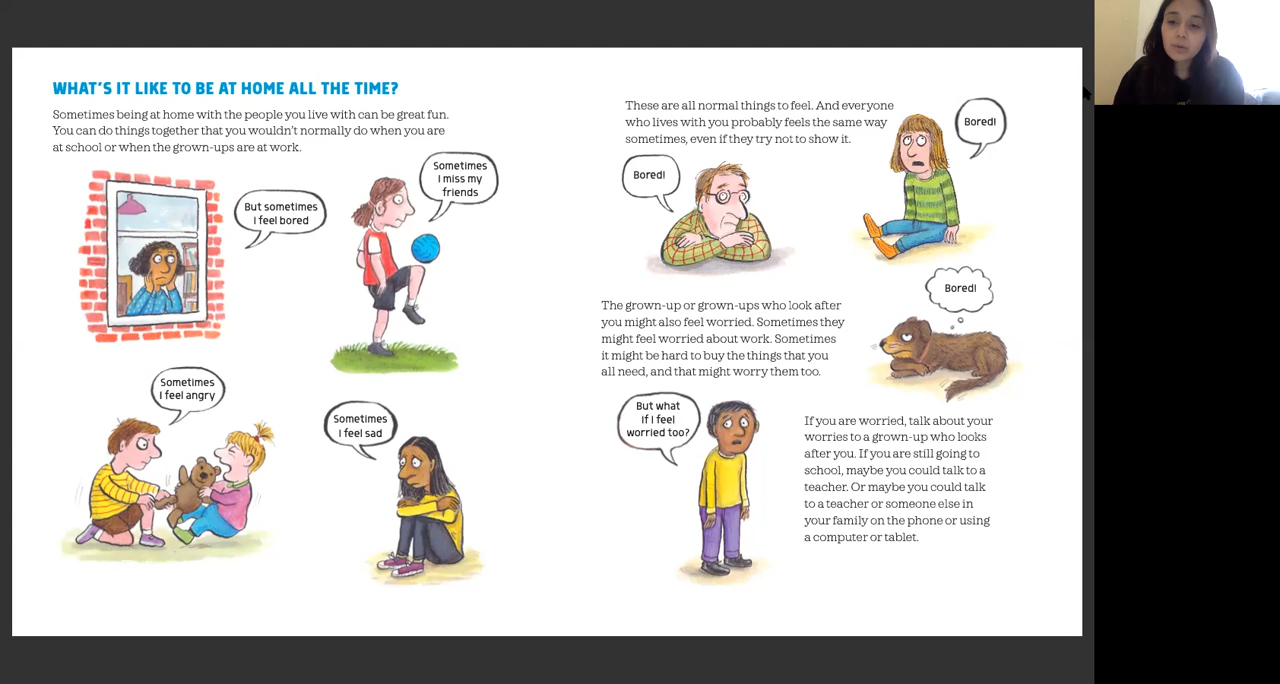 WHAT'S IT LIKE TO BE AT HOME ALL THE TIME?
Sometimes being at home with the people you live with can be great fun.
You can do things together that you wouldn't normally do when you are
at school or when the grown-ups are at work.
But sometimes
I feel bored
Sometimes
I miss my
friends
Sometimes
I feel angry
Sometimes
I feel sad
These are all normal things to feel. And everyone
who lives with you probably feels the same way
sometimes, even if they try not to show it.
Bored!
Bored!
Bored!
The grown-up or grown-ups who look after
you might also feel worried. Sometimes they
might feel worried about work. Sometimes
it might be hard to buy the things that you
all need, and that might worry them too.
But what
if I feel
worried too?
If you are worried, talk about your
worries to a grown-up who looks
after you. If you are still going to
school, maybe you could talk to a
teacher. Or maybe you could talk
to a teacher or someone else in
your family on the phone or using
a computer or tablet.